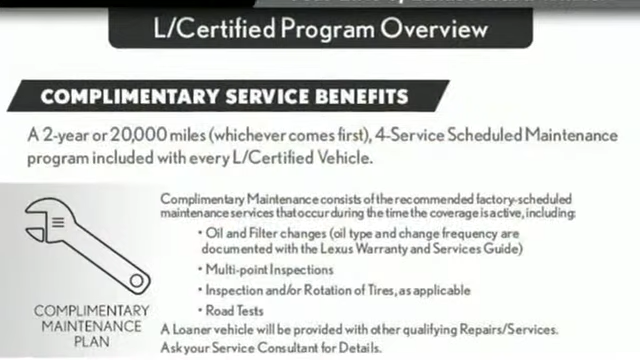 L/Certified Program Overview
COMPLIMENTARY SERVICE BENEFITS
A 2-year or 20,000 miles (whichever comes first), 4-Service Scheduled Maintenance
program included with every L/Certified Vehicle.
Complimentary Maintenance consists of the recommended factory-scheduled
maintenance services that occur during the time the coverage is active, including:
• Oil and Filter changes (oil type and change frequency are
documented with the Lexus Warranty and Services Guide)
• Multi-point Inspections
• Inspection and/or Rotation of Tires, as applicable
• Road Tests
COMPLIMENTARY
MAINTENANCE
PLAN
A Loaner vehicle will be provided with other qualifying Repairs/Services.
Ask your Service Consultant for Details.